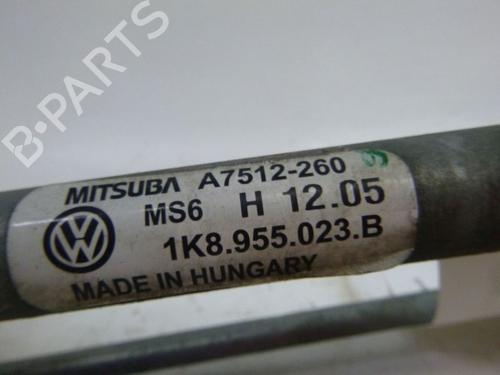 B-PARTS
MITSUBA A7512-260
MS6 H 12.05
1K8.955.023.B
MADE IN HUNGARY